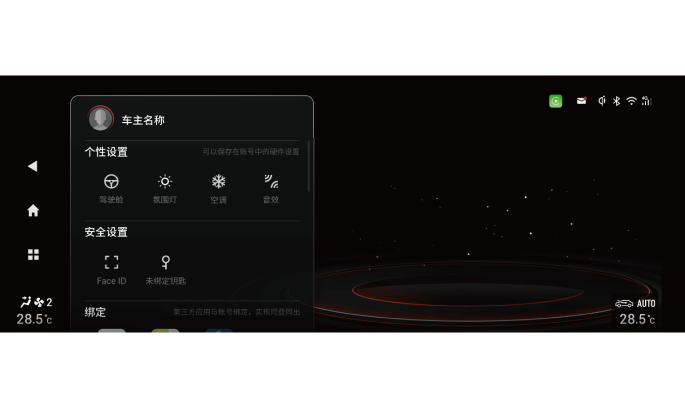 车主名称
个性设置
可以保存在账号中的硬件设置
驾驶舱
氛围灯
空调
音效
安全设置
Face ID
未绑定钥匙
绑定
第三方应用与账号绑定，实现同登同出
2
28.5°C
AUTO
28.5°C